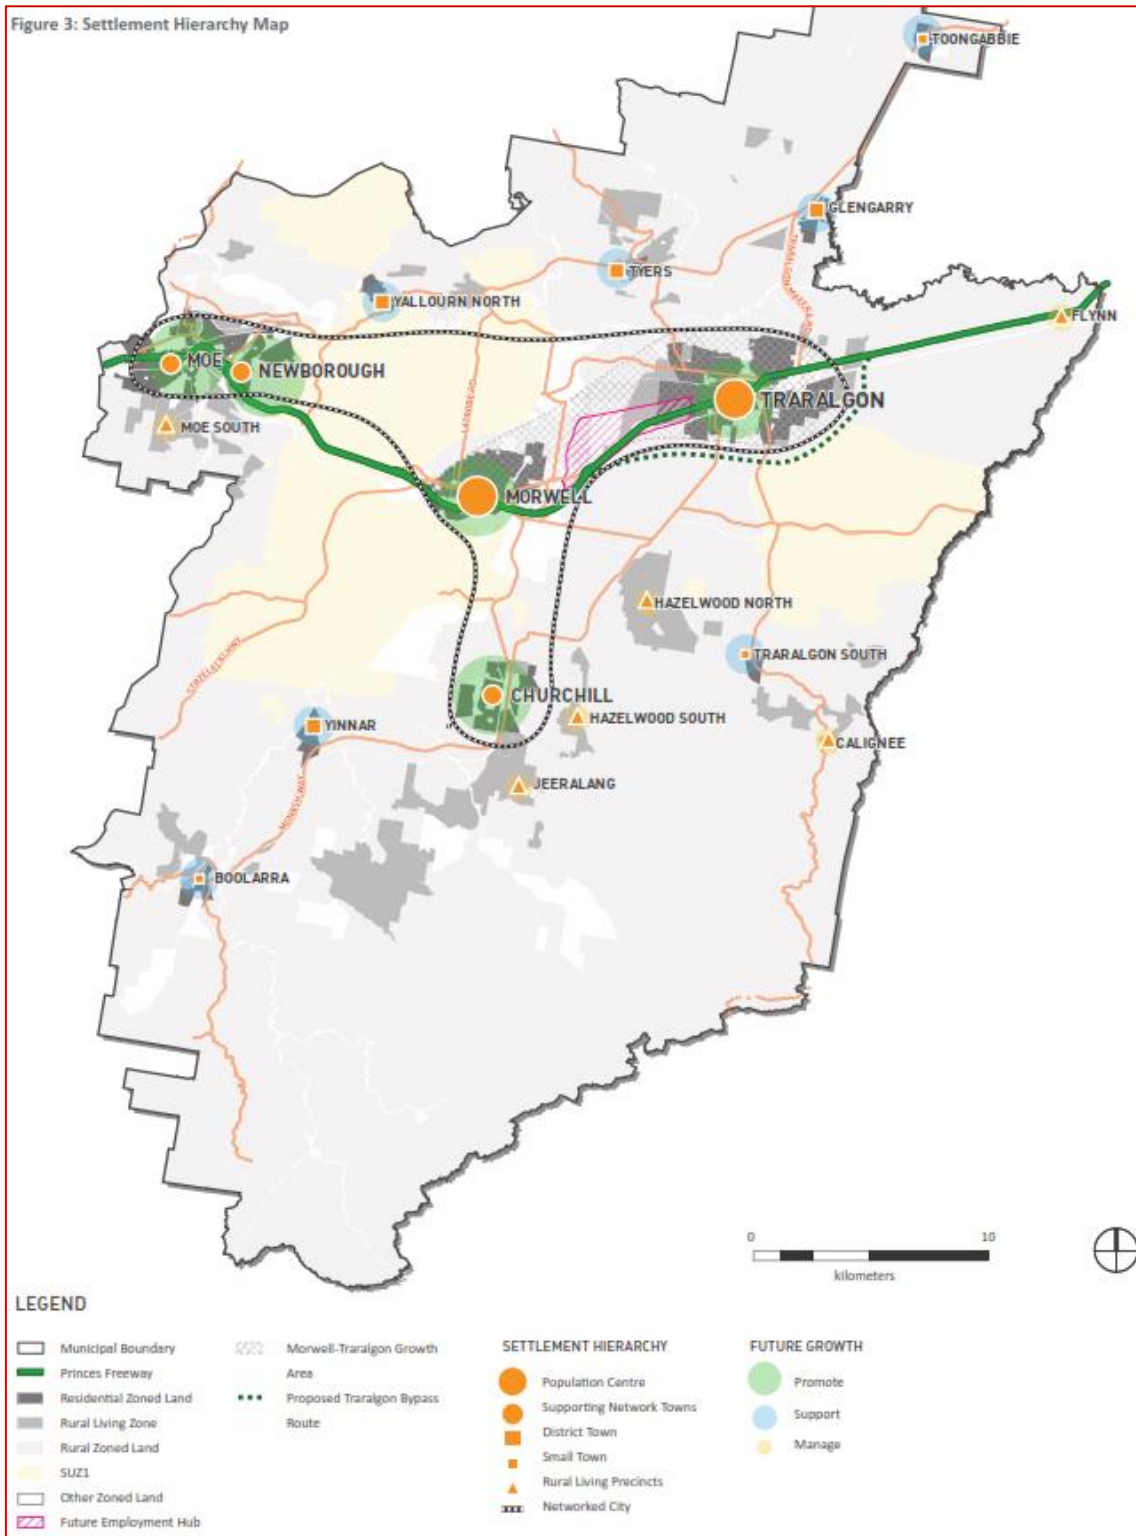 Figure 3: Settlement Hierarchy Map
TOONGABBIE
GLENGARRY
TYERS
YALLOURN NORTH
FLYNN
MOE
NEWBOROUGH
TRARALGON
MOE SOUTH
MORWELL
HAZELWOOD NORTH
TRARALGON SOUTH
CHURCHILL
HAZELWOOD SOUTH
YINNAR
CALIGNEE
JEERALANG
BOOLARRA
0 10
kilometers
LEGEND
Municipal Boundary
Princes Freeway
Residential Zoned Land
Rural Living Zone
Rural Zoned Land
SUZ1
Other Zoned Land
Future Employment Hub
Morwell-Traralgon Growth
Area
Proposed Traralgon Bypass
Route
SETTLEMENT HIERARCHY
Population Centre
Supporting Network Towns
District Town
Small Town
Rural Living Precincts
Networked City
FUTURE GROWTH
Promote
Support
Manage